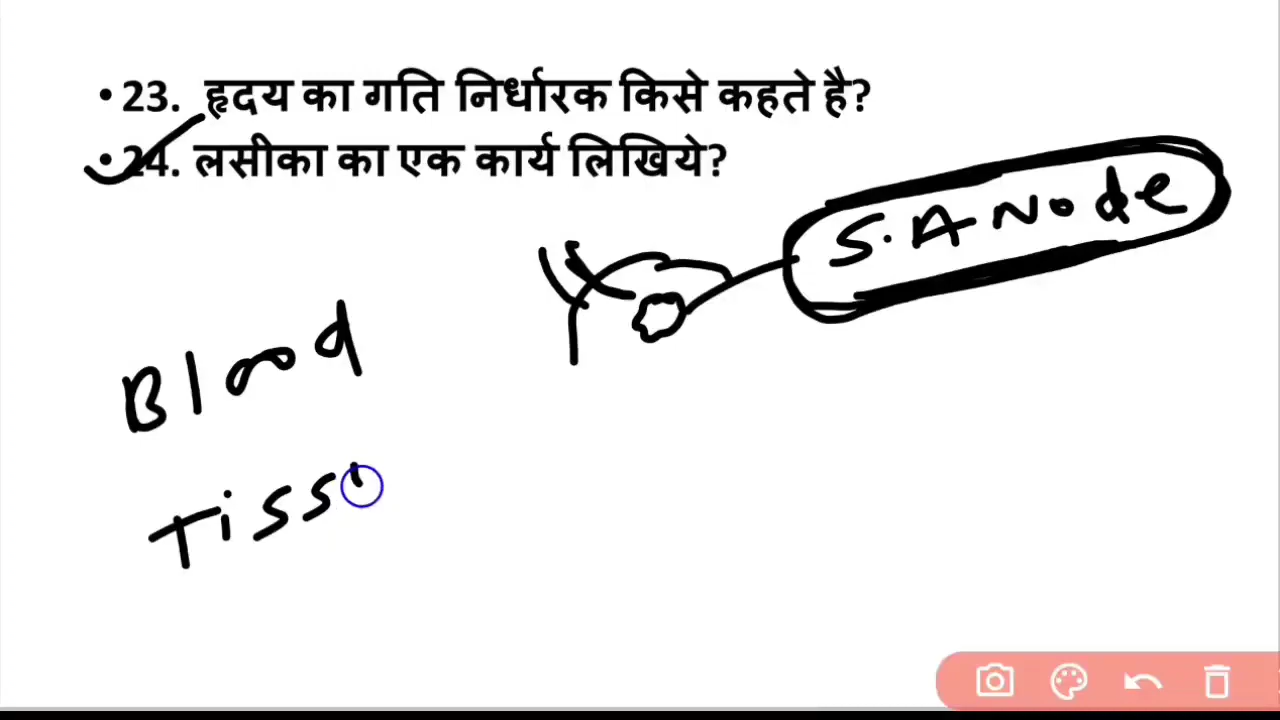 •23. हृदय का गति निर्धारक किसे कहते है?
•24. लसीका का एक कार्य लिखिये?
S.A Node
Blood
Tiss